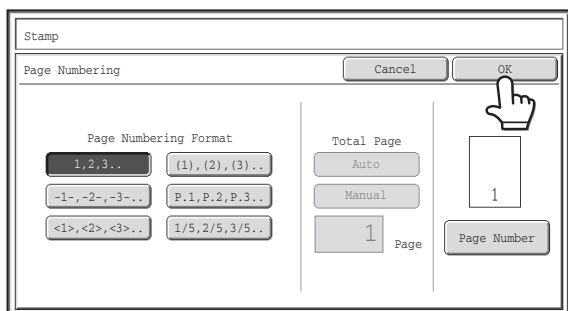 Stamp
Page Numbering
Cancel
OK
Page Numbering Format
1,2,3..
(1),(2),(3)..
-1-,-2-,-3-..
P.1,P.2,P.3..
<1>,<2>,<3>..
1/5,2/5,3/5..
Total Page
Auto
Manual
1 Page
1
Page Number